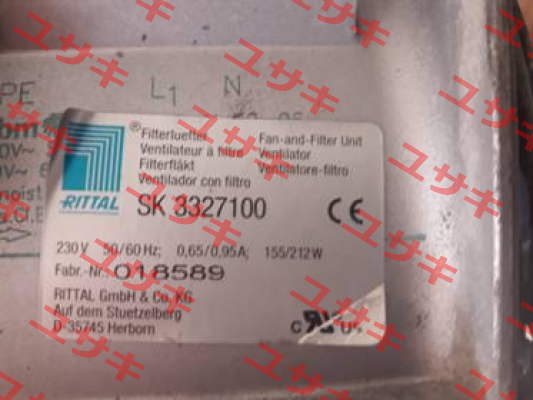 PE L1 N
ユサキ
®Filterluefter Fan-and-Filter Unit
Ventilateur à filtre Ventilator
Filterfläkt Ventilatore-filtro
Ventilador con filtro
RITTAL SK 3327100 CE
230 V 50/60 Hz; 0,65/0,95A; 155/212W
Fabr.-Nr. 018589
RITTAL GmbH & Co. KG
Auf dem Stuetzelberg
D-35745 Herborn
c US